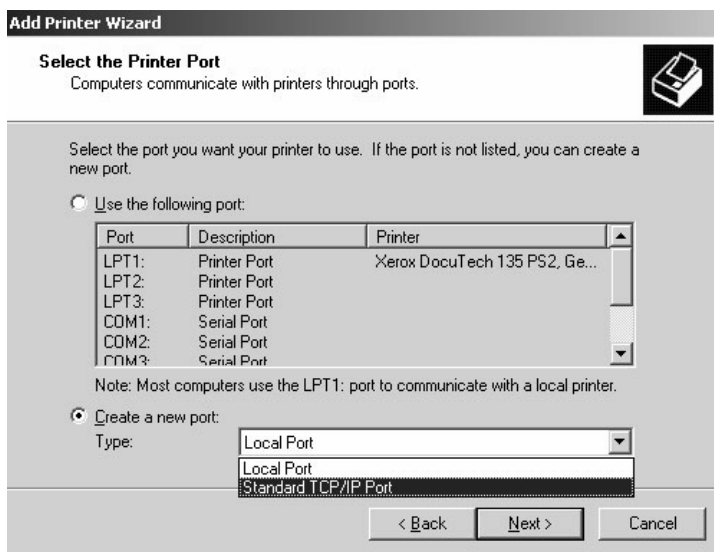 Add Printer Wizard
Select the Printer Port
Computers communicate with printers through ports.
Select the port you want your printer to use. If the port is not listed, you can create a
new port.
Use the following port:
Port Description Printer
LPT1: Printer Port Xerox DocuTech 135 PS2, Ge...
LPT2: Printer Port
LPT3: Printer Port
COM1: Serial Port
COM2: Serial Port
COM3: Serial Port
Note: Most computers use the LPT1: port to communicate with a local printer.
Create a new port:
Type: Local Port
Local Port
Standard TCP/IP Port
< Back Next > Cancel